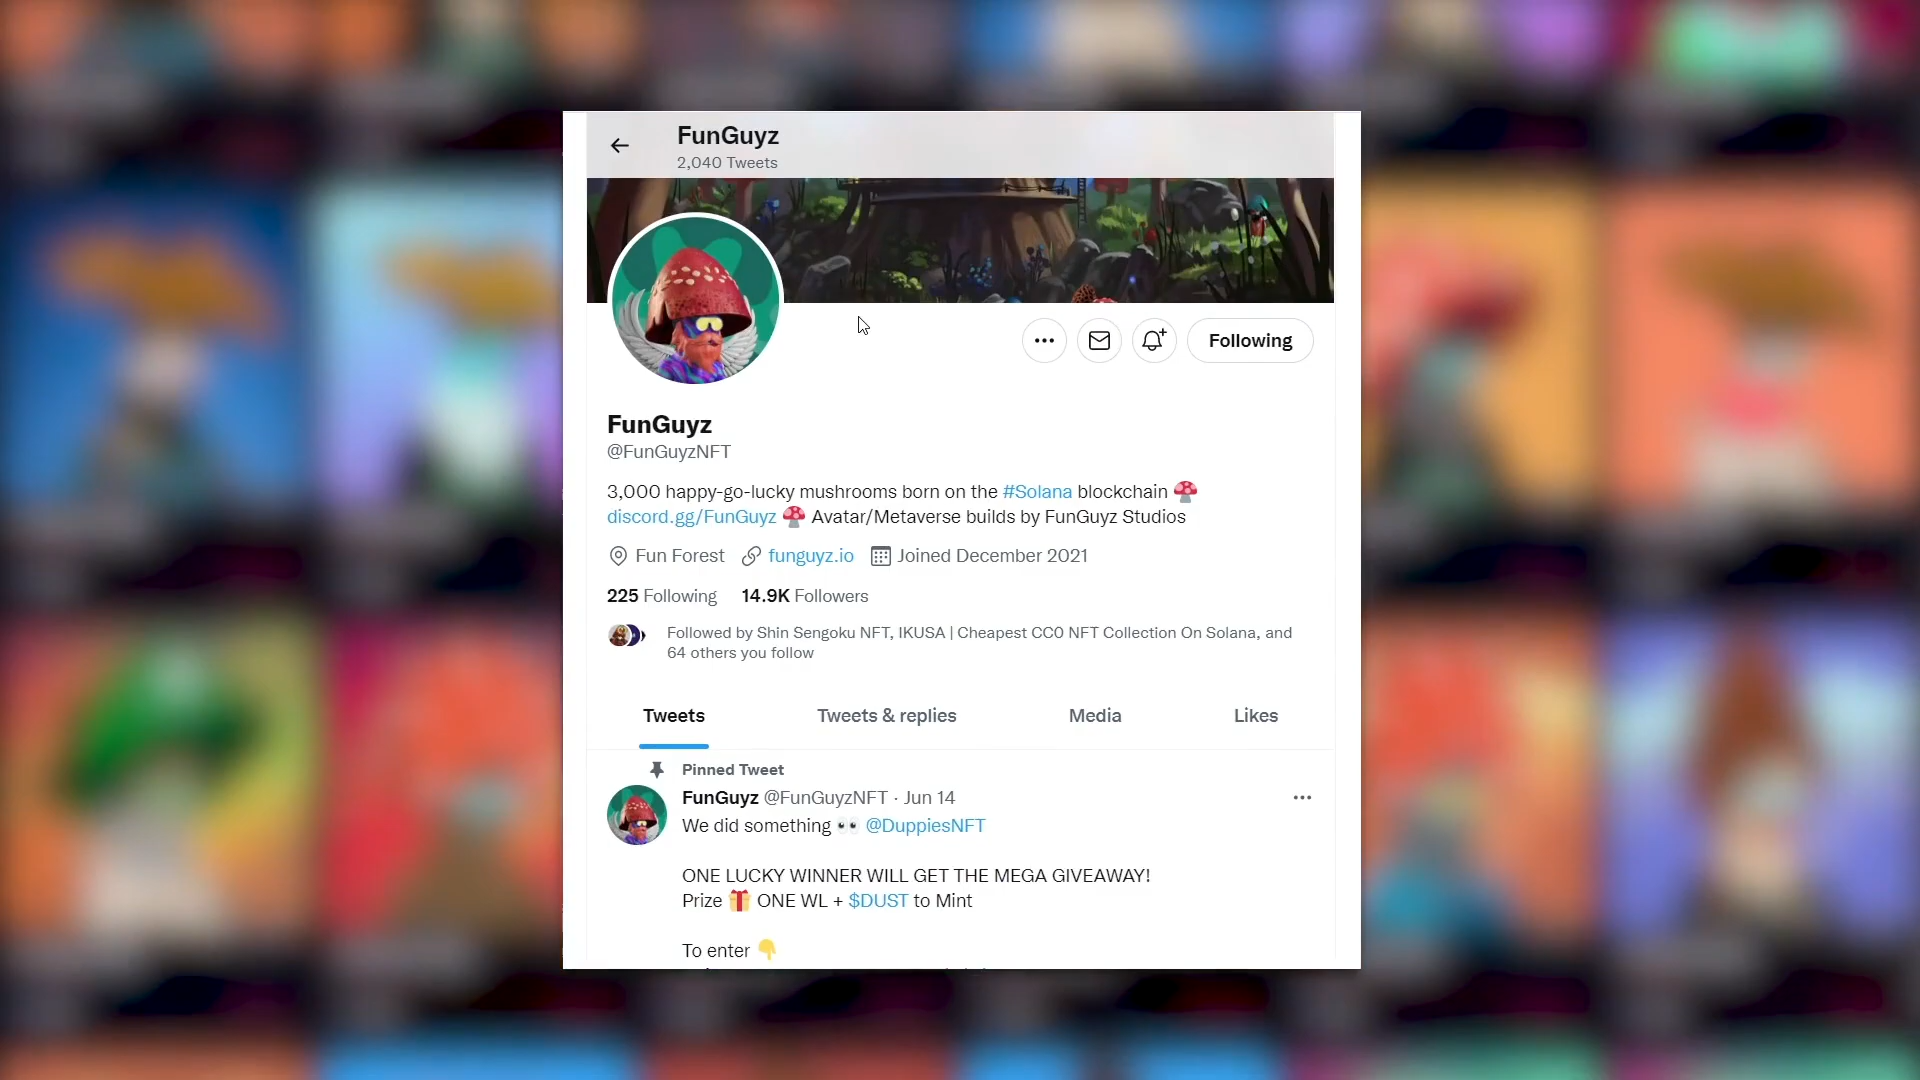 FunGuyz
2,040 Tweets
Following
FunGuyz
@FunGuyzNFT
3,000 happy-go-lucky mushrooms born on the #Solana blockchain 🍄
discord.gg/FunGuyz 🍄 Avatar/Metaverse builds by FunGuyz Studios
Fun Forest funguyz.io Joined December 2021
225 Following 14.9K Followers
Followed by Shin Sengoku NFT, IKUSA | Cheapest CC0 NFT Collection On Solana, and
64 others you follow
Tweets Tweets & replies Media Likes
Pinned Tweet
FunGuyz @FunGuyzNFT · Jun 14
We did something 👀 @DuppiesNFT
ONE LUCKY WINNER WILL GET THE MEGA GIVEAWAY!
Prize 🎁 ONE WL + $DUST to Mint
To enter 👇